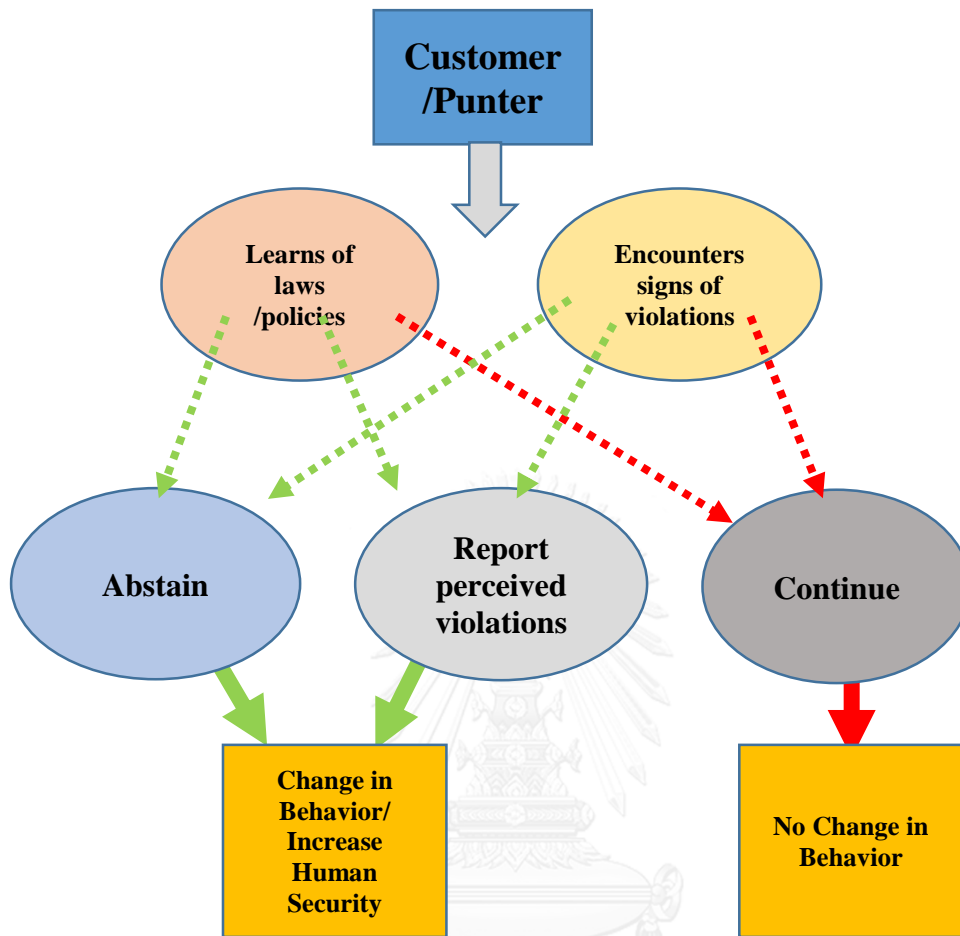 Customer
/Punter
Learns of
laws
/policies
Encounters
signs of
violations
Abstain
Report
perceived
violations
Continue
Change in
Behavior/
Increase
Human
Security
No Change in
Behavior